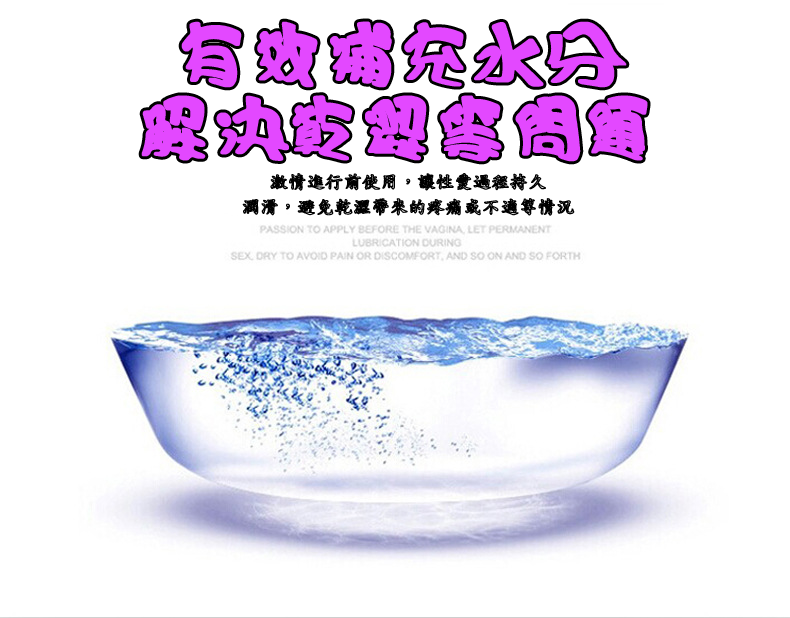 有效補充水分
解決乾澀等問題
激情進行前使用，讓性愛過程持久
潤滑，避免乾澀帶來的疼痛或不適等情況
PASSION TO APPLY BEFORE THE VAGINA, LET PERMANENT
LUBRICATION DURING
SEX, DRY TO AVOID PAIN OR DISCOMFORT, AND SO ON AND SO FORTH